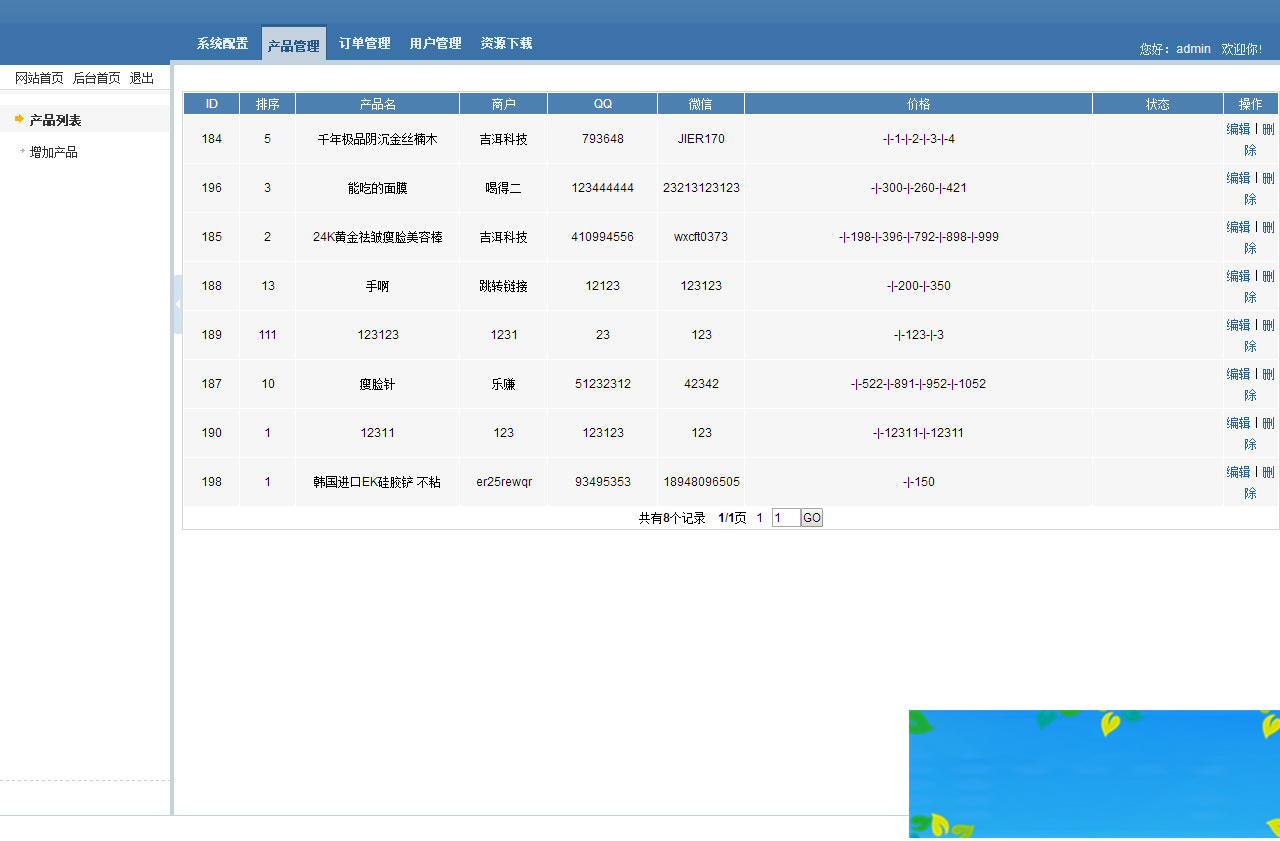 系统配置 产品管理 订单管理 用户管理 资源下载
您好：admin 欢迎你!
网站首页 后台首页 退出
产品列表
增加产品
ID 排序 产品名 商户 QQ 微信 价格 状态 操作
184 5 千年极品阴沉金丝楠木 吉洱科技 793648 JIER170 -|-1-|-2-|-3-|-4 编辑 | 删除
196 3 能吃的面膜 喝得二 123444444 23213123123 -|-300-|-260-|-421 编辑 | 删除
185 2 24K黄金祛皱瘦脸美容棒 吉洱科技 410994556 wxcft0373 -|-198-|-396-|-792-|-898-|-999 编辑 | 删除
188 13 手啊 跳转链接 12123 123123 -|-200-|-350 编辑 | 删除
189 111 123123 1231 23 123 -|-123-|-3 编辑 | 删除
187 10 瘦脸针 乐赚 51232312 42342 -|-522-|-891-|-952-|-1052 编辑 | 删除
190 1 12311 123 123123 123 -|-12311-|-12311 编辑 | 删除
198 1 韩国进口EK硅胶铲 不粘 er25rewqr 93495353 18948096505 -|-150 编辑 | 删除
共有8个记录 1/1页 1 1 GO